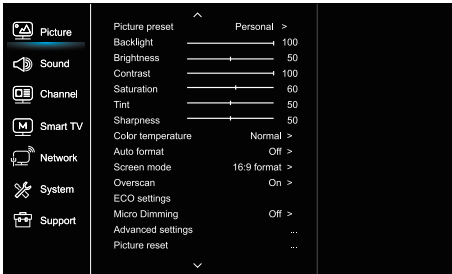 Picture
Sound
Channel
Smart TV
Network
System
Support
Picture preset Personal >
Backlight 100
Brightness 50
Contrast 100
Saturation 60
Tint 50
Sharpness 50
Color temperature Normal >
Auto format Off >
Screen mode 16:9 format >
Overscan On >
ECO settings
Micro Dimming Off >
Advanced settings ...
Picture reset ...